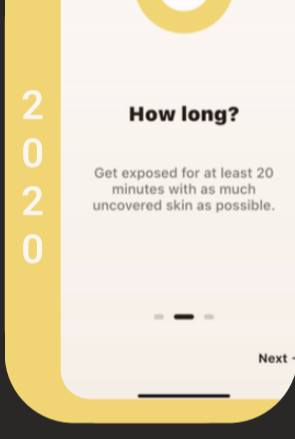 2
0
2
0
How long?
Get exposed for at least 20
minutes with as much
uncovered skin as possible.
Next